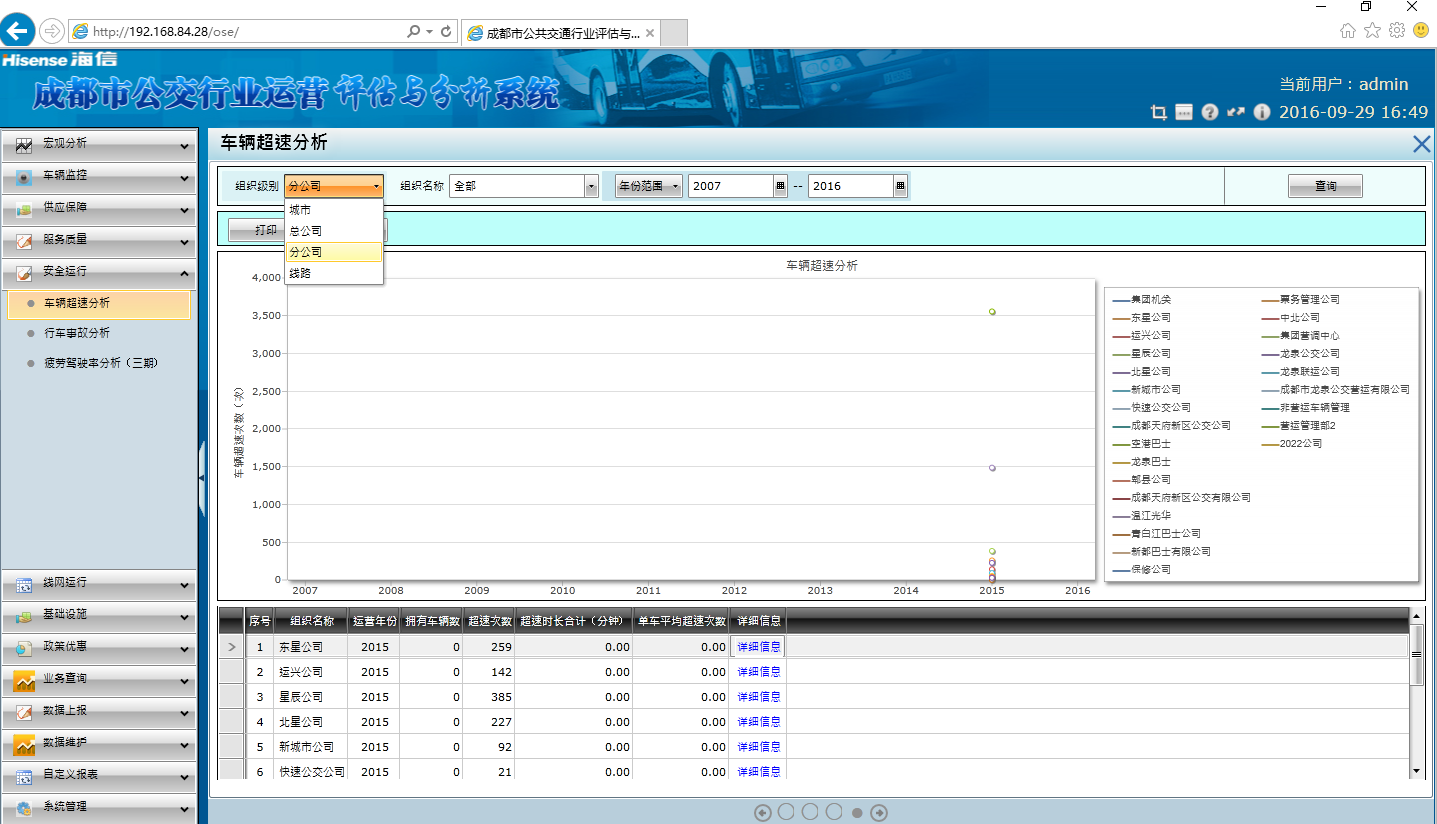 http://192.168.84.28/ose/
成都市公共交通行业评估与...
Hisense 海信
成都市公交行业运营评估与分析系统
当前用户：admin
2016-09-29 16:49
宏观分析
车辆监控
供应保障
服务质量
安全运行
车辆超速分析
行车事故分析
疲劳驾驶率分析（三期）
线网运行
基础设施
政策优惠
业务查询
数据上报
数据维护
自定义报表
系统管理
车辆超速分析
组织级别 分公司 组织名称 全部 年份范围 2007 -- 2016 查询
城市
总公司
分公司
线路
打印
车辆超速分析
车辆超速次数（次）
4,000
3,500
3,000
2,500
2,000
1,500
1,000
500
0
2007 2008 2009 2010 2011 2012 2013 2014 2015 2016
集团机关 票务管理公司
东星公司 中北公司
运兴公司 集团营调中心
星辰公司 龙泉公交公司
北星公司 龙泉联运公司
新城市公司 成都市龙泉公交营运有限公司
快速公交公司 非营运车辆管理
成都天府新区公交公司 营运管理部2
空港巴士 2022公司
龙泉巴士
郫县公司
成都天府新区公交有限公司
温江光华
青白江巴士公司
新都巴士有限公司
保修公司
序号 组织名称 运营年份 拥有车辆数 超速次数 超速时长合计（分钟） 单车平均超速次数 详细信息
> 1 东星公司 2015 0 259 0.00 0.00 详细信息
2 运兴公司 2015 0 142 0.00 0.00 详细信息
3 星辰公司 2015 0 385 0.00 0.00 详细信息
4 北星公司 2015 0 227 0.00 0.00 详细信息
5 新城市公司 2015 0 92 0.00 0.00 详细信息
6 快速公交公司 2015 0 21 0.00 0.00 详细信息